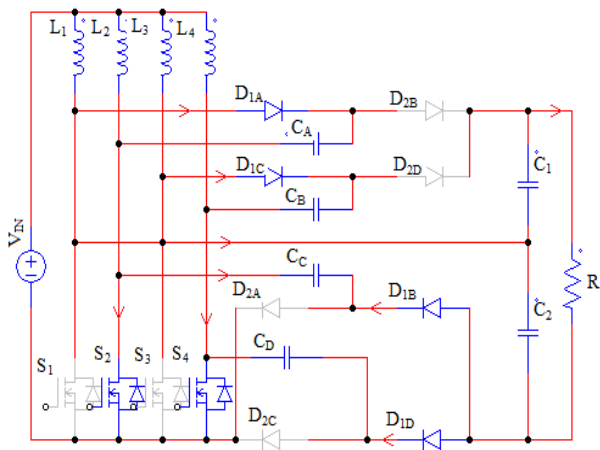 L1 L2 L3 L4
D1A D2B
CA
D1C D2D
CB
C1
VIN
CC
D2A D1B
R
C2
CD
S1 S2 S3 S4
D2C D1D